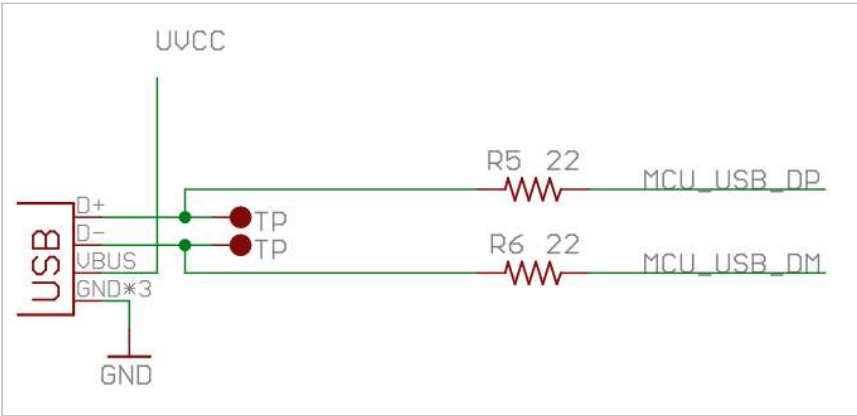 UVCC
R5 22
MCU_USB_DP
D+
TP
D-
TP
R6 22
VBUS
MCU_USB_DM
USB
GND*3
GND